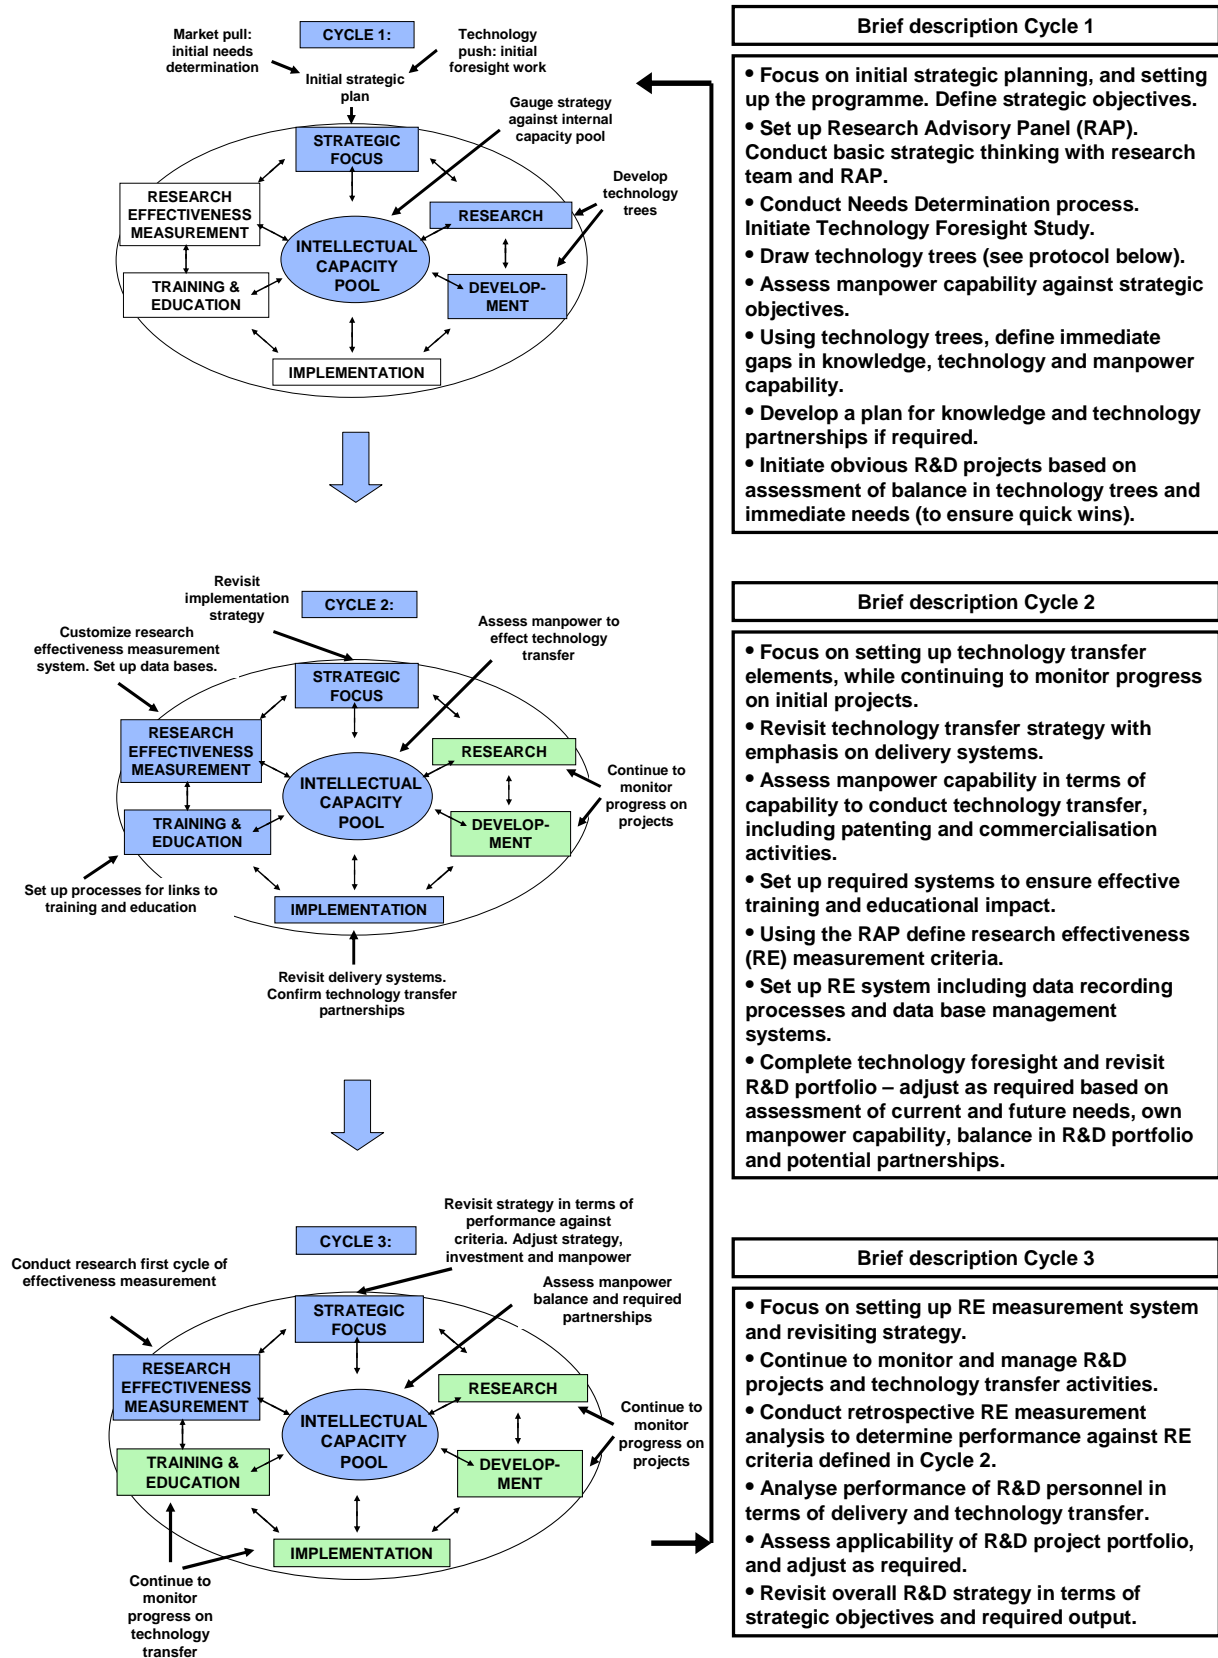 Market pull:
initial needs
determination
CYCLE 1:
Technology
push: initial
foresight work
Initial strategic
plan
Gauge strategy
against internal
capacity pool
STRATEGIC
FOCUS
Develop
technology
trees
RESEARCH
EFFECTIVENESS
MEASUREMENT
RESEARCH
INTELLECTUAL
CAPACITY
POOL
TRAINING &
EDUCATION
DEVELOP-
MENT
IMPLEMENTATION
Brief description Cycle 1
• Focus on initial strategic planning, and setting
up the programme. Define strategic objectives.
• Set up Research Advisory Panel (RAP).
Conduct basic strategic thinking with research
team and RAP.
• Conduct Needs Determination process.
Initiate Technology Foresight Study.
• Draw technology trees (see protocol below).
• Assess manpower capability against strategic
objectives.
• Using technology trees, define immediate
gaps in knowledge, technology and manpower
capability.
• Develop a plan for knowledge and technology
partnerships if required.
• Initiate obvious R&D projects based on
assessment of balance in technology trees and
immediate needs (to ensure quick wins).
Revisit
implementation
strategy
CYCLE 2:
Customize research
effectiveness measurement
system. Set up data bases.
Assess manpower to
effect technology
transfer
STRATEGIC
FOCUS
RESEARCH
EFFECTIVENESS
MEASUREMENT
RESEARCH
INTELLECTUAL
CAPACITY
POOL
Continue to
monitor
progress on
projects
TRAINING &
EDUCATION
DEVELOP-
MENT
Set up processes for links to
training and education
IMPLEMENTATION
Revisit delivery systems.
Confirm technology transfer
partnerships
Brief description Cycle 2
• Focus on setting up technology transfer
elements, while continuing to monitor progress
on initial projects.
• Revisit technology transfer strategy with
emphasis on delivery systems.
• Assess manpower capability in terms of
capability to conduct technology transfer,
including patenting and commercialisation
activities.
• Set up required systems to ensure effective
training and educational impact.
• Using the RAP define research effectiveness
(RE) measurement criteria.
• Set up RE system including data recording
processes and data base management
systems.
• Complete technology foresight and revisit
R&D portfolio – adjust as required based on
assessment of current and future needs, own
manpower capability, balance in R&D portfolio
and potential partnerships.
CYCLE 3:
Revisit strategy in terms of
performance against
criteria. Adjust strategy,
investment and manpower
Conduct research first cycle of
effectiveness measurement
Assess manpower
balance and required
partnerships
STRATEGIC
FOCUS
RESEARCH
EFFECTIVENESS
MEASUREMENT
RESEARCH
INTELLECTUAL
CAPACITY
POOL
Continue to
monitor
progress on
projects
TRAINING &
EDUCATION
DEVELOP-
MENT
IMPLEMENTATION
Continue to
monitor
progress on
technology
transfer
Brief description Cycle 3
• Focus on setting up RE measurement system
and revisiting strategy.
• Continue to monitor and manage R&D
projects and technology transfer activities.
• Conduct retrospective RE measurement
analysis to determine performance against RE
criteria defined in Cycle 2.
• Analyse performance of R&D personnel in
terms of delivery and technology transfer.
• Assess applicability of R&D project portfolio,
and adjust as required.
• Revisit overall R&D strategy in terms of
strategic objectives and required output.